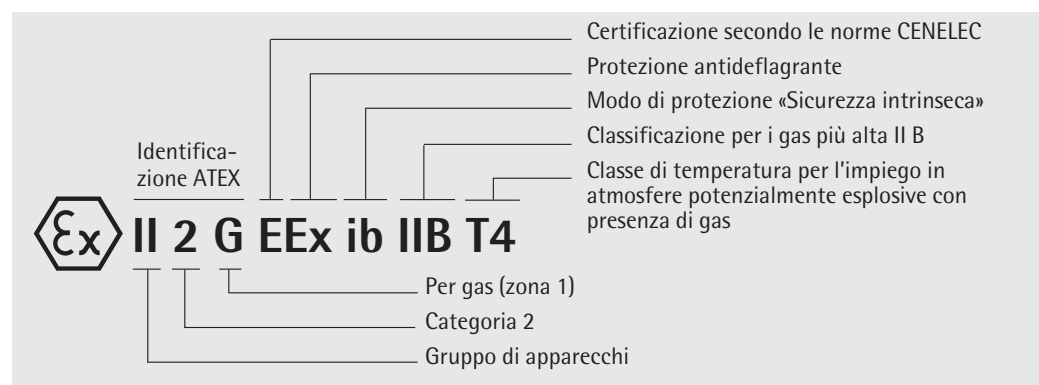 Certificazione secondo le norme CENELEC
Protezione antideflagrante
Modo di protezione «Sicurezza intrinseca»
Classificazione per i gas più alta II B
Classe di temperatura per l'impiego in
atmosfere potenzialmente esplosive con
presenza di gas
Identifica-
zione ATEX
Ex II 2 G EEx ib IIB T4
Per gas (zona 1)
Categoria 2
Gruppo di apparecchi